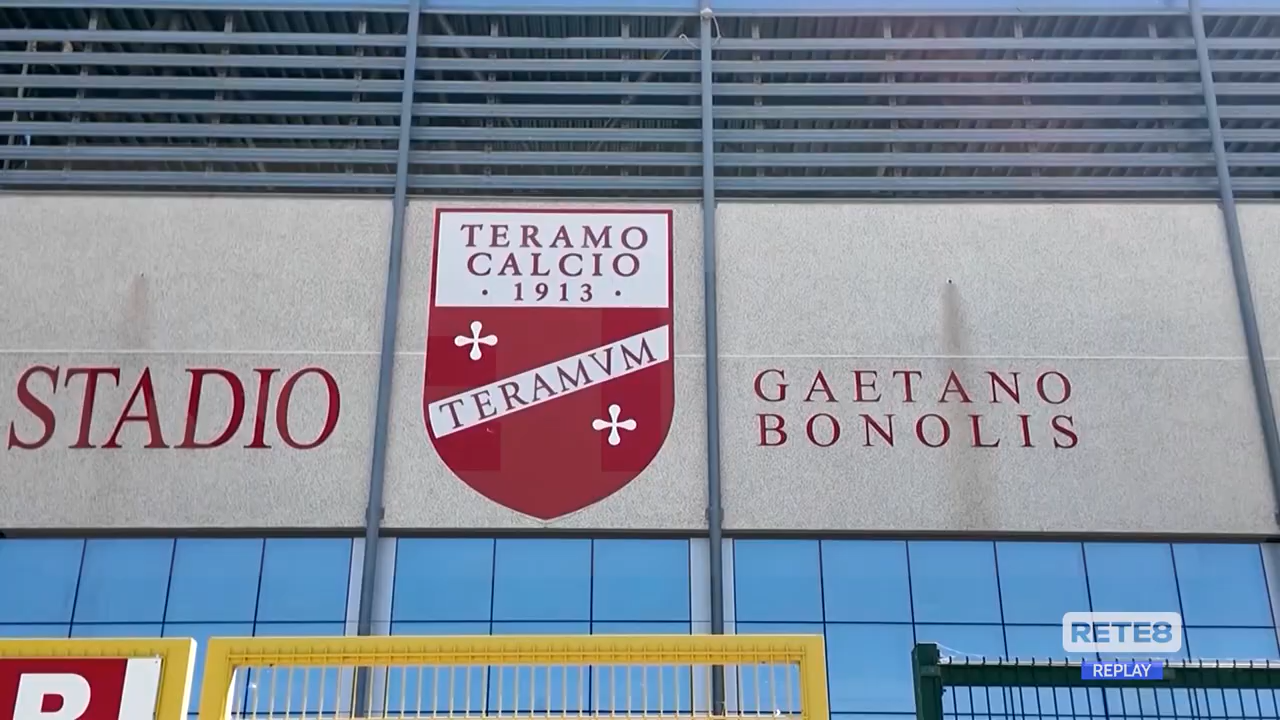 TERAMO
CALCIO
· 1913 ·
TERAMVM
STADIO
GAETANO
BONOLIS
RETE8
REPLAY